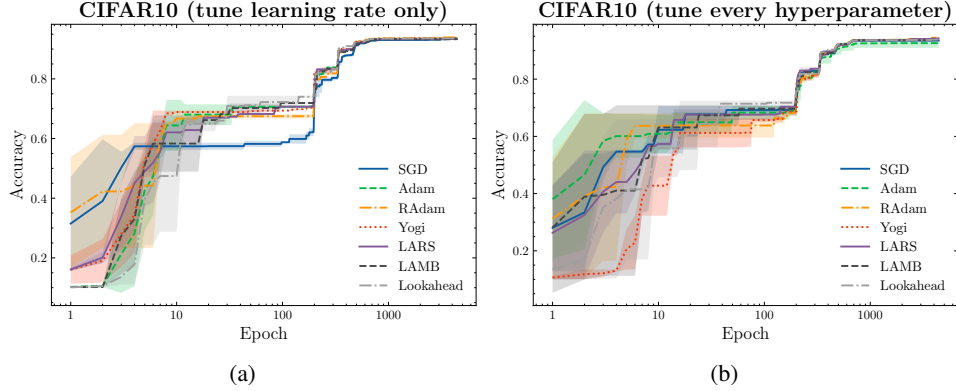 CIFAR10 (tune learning rate only)
Accuracy
0.8
0.6
0.4
0.2
SGD
Adam
RAdam
Yogi
LARS
LAMB
Lookahead
1 10 100 1000
Epoch
(a)
CIFAR10 (tune every hyperparameter)
Accuracy
0.8
0.6
0.4
0.2
SGD
Adam
RAdam
Yogi
LARS
LAMB
Lookahead
1 10 100 1000
Epoch
(b)